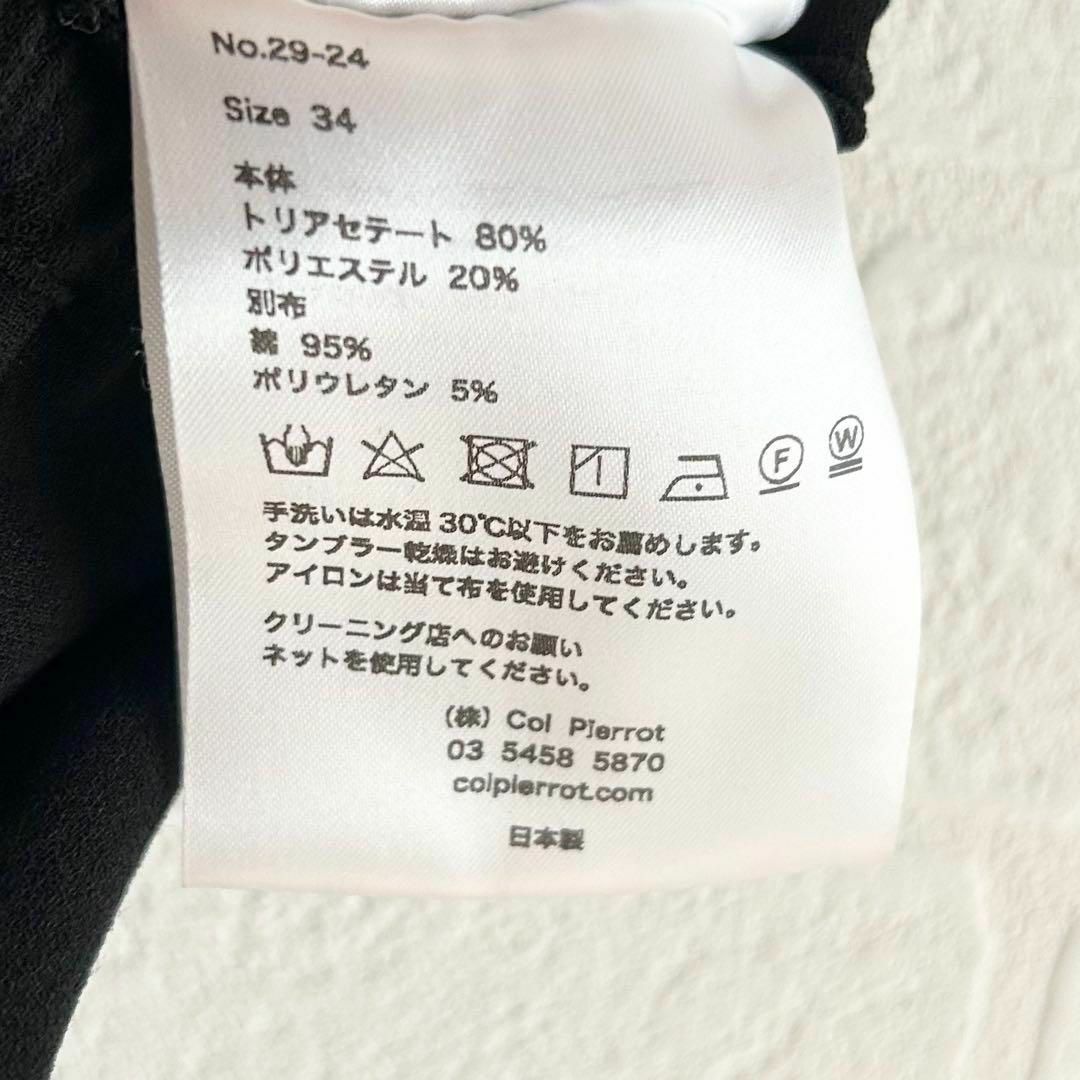 No.29-24
Size 34
本体
トリアセテート 80%
ポリエステル 20%
別布
綿 95%
ポリウレタン 5%
F
W
手洗いは水温30℃以下をお薦めします。
タンブラー乾燥はお避けください。
アイロンは当て布を使用してください。
クリーニング店へのお願い
ネットを使用してください。
(株) Col Pierrot
03 5458 5870
colpierrot.com
日本製